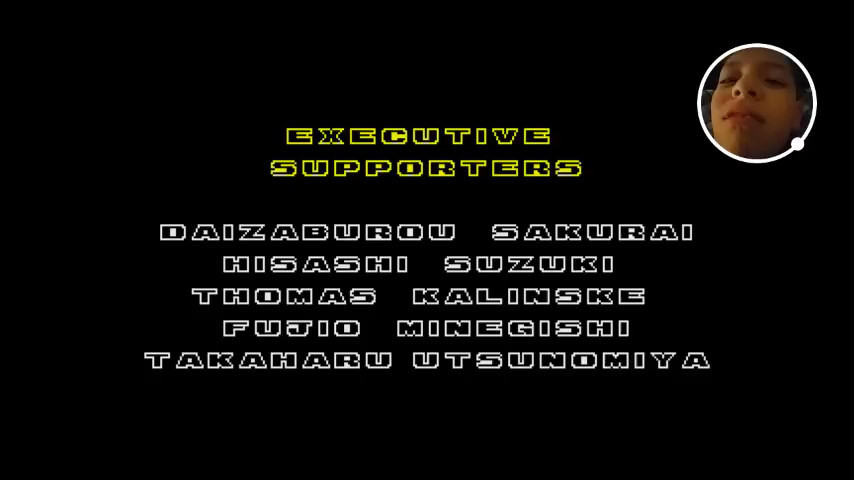 EXECUTIVE
SUPPORTERS
DAIZABUROU SAKURAI
HISASHI SUZUKI
THOMAS KALINSKE
FUJIO MINEGISHI
TAKAHARU UTSUNOMIYA